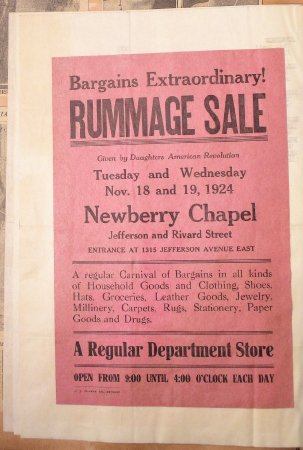 Bargains Extraordinary!
RUMMAGE SALE
Given by Daughters American Revolution
Tuesday and Wednesday
Nov. 18 and 19, 1924
Newberry Chapel
Jefferson and Rivard Street
ENTRANCE AT 1315 JEFFERSON AVENUE EAST
A regular Carnival of Bargains in all kinds
of Household Goods and Clothing, Shoes,
Hats, Groceries, Leather Goods, Jewelry,
Millinery, Carpets, Rugs, Stationery, Paper
Goods and Drugs.
A Regular Department Store
OPEN FROM 9:00 UNTIL 4:00 O'CLOCK EACH DAY